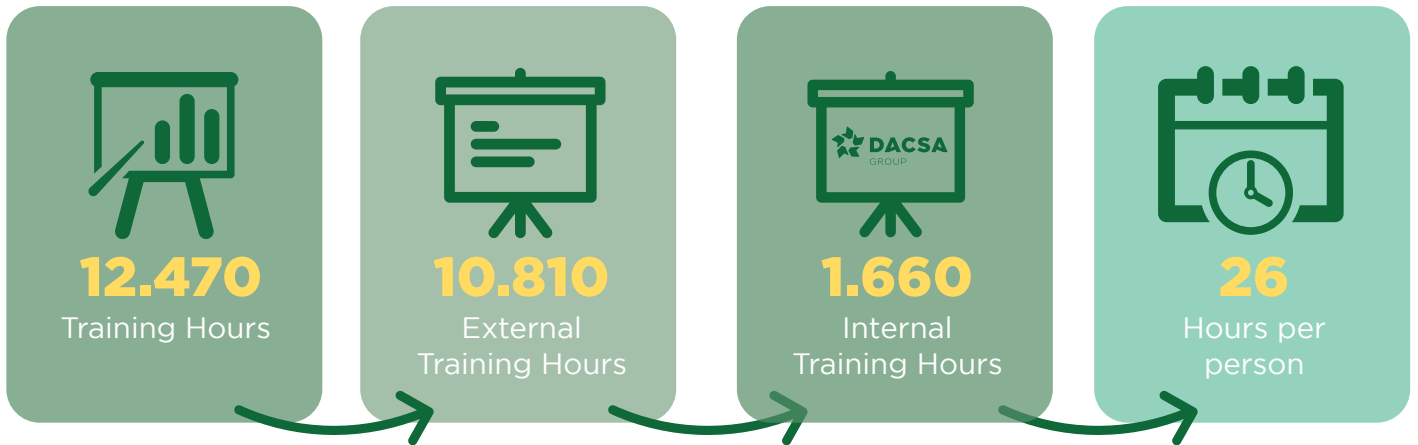 12.470
Training Hours
10.810
External
Training Hours
DACSA
GROUP
1.660
Internal
Training Hours
26
Hours per
person